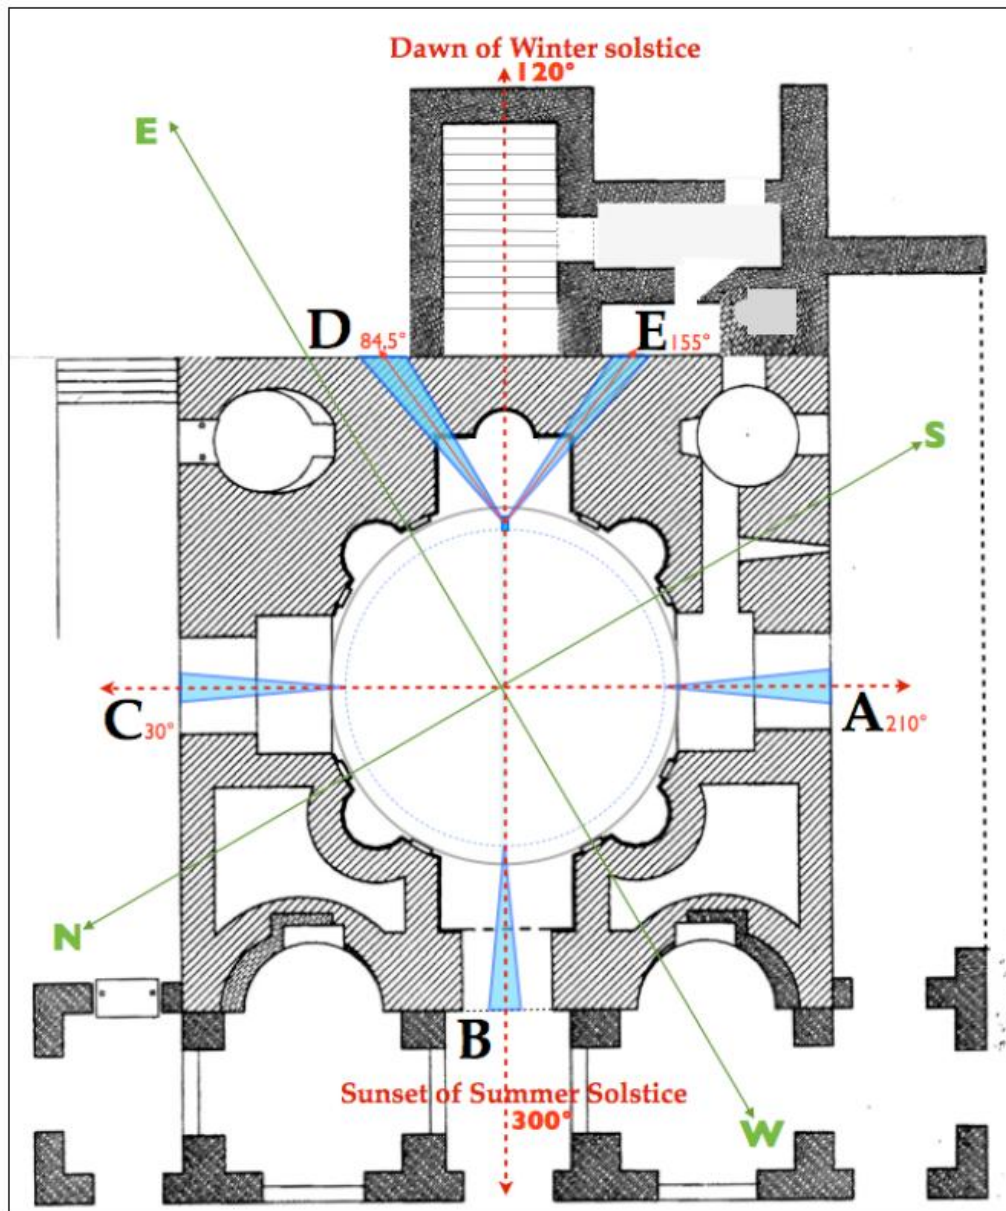 Dawn of Winter solstice
120°
E
D 84.5°
E 155°
S
C 30°
A 210°
N
B
Sunset of Summer Solstice
300°
W